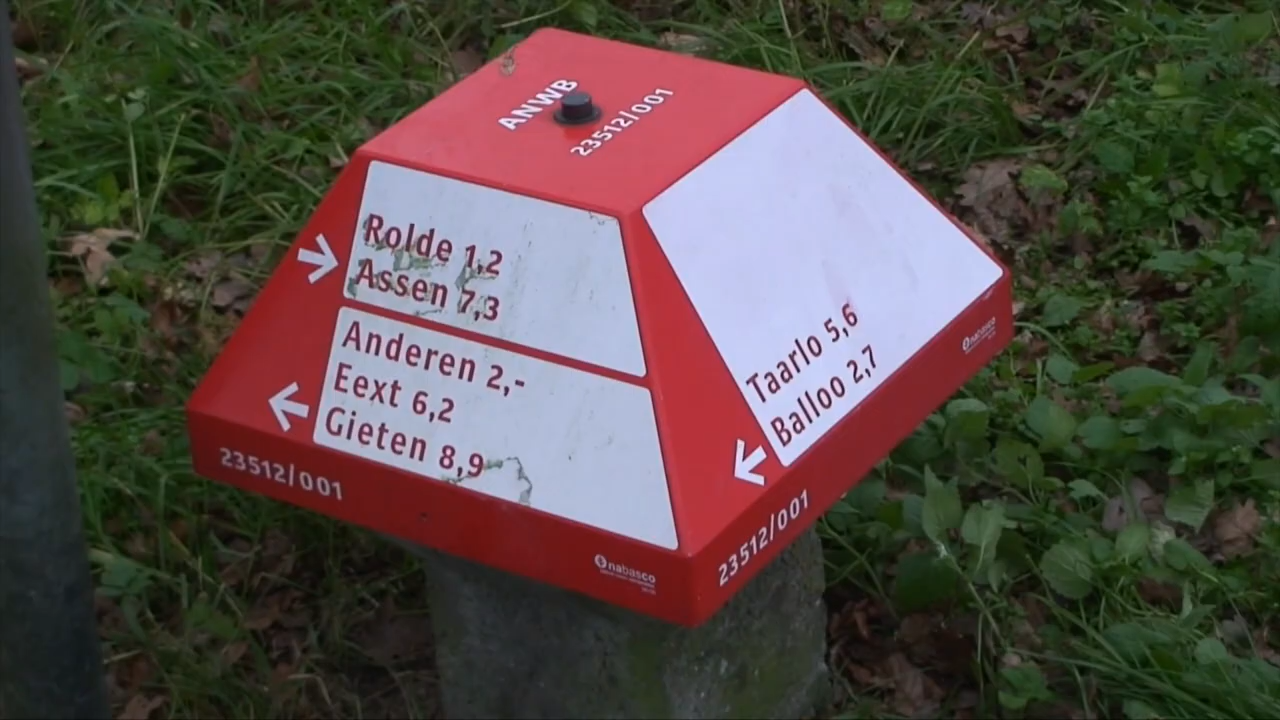 ANWB
23512/001
Rolde 1,2
Assen 7,3
Anderen 2,-
Eext 6,2
Gieten 8,9
23512/001
nabasco
Taarlo 5,6
Balloo 2,7
23512/001
nabasco